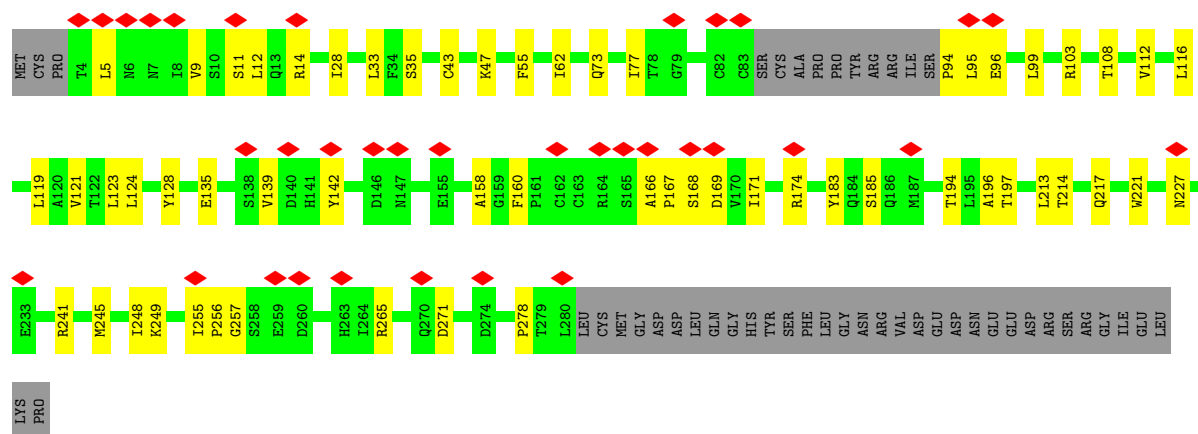 MET CYS PRO T4 L5 N6 N7 I8 V9 S10 S11 L12 Q13 R14 I28 L33 F34 S35 C43 K47 F55 I62 Q73 I77 T78 G79 C82 C83 SER CYS ALA PRO PRO TYR ARG ARG ILE SER P94 L95 E96 L99 R103 T108 V112 L116
L119 A120 V121 T122 L123 L124 Y128 E135 S138 V139 D140 H141 Y142 D146 N147 E155 A158 G159 F160 P161 C162 C163 R164 S165 A166 P167 S168 D169 V170 I171 R174 Y183 Q184 S185 Q186 M187 T194 L195 A196 T197 L213 T214 Q217 W221 N227
E233 R241 M245 I248 K249 I255 P256 G257 S258 E259 D260 H263 I264 R265 Q270 D271 D274 P278 T279 L280 LEU CYS MET GLY ASP ASP LEU GLN GLY HIS TYR SER PHE LEU GLY ASN ARG VAL ASP GLU ASP ASN GLU GLU ASP ARG SER ARG GLY ILE GLU LEU
LYS PRO